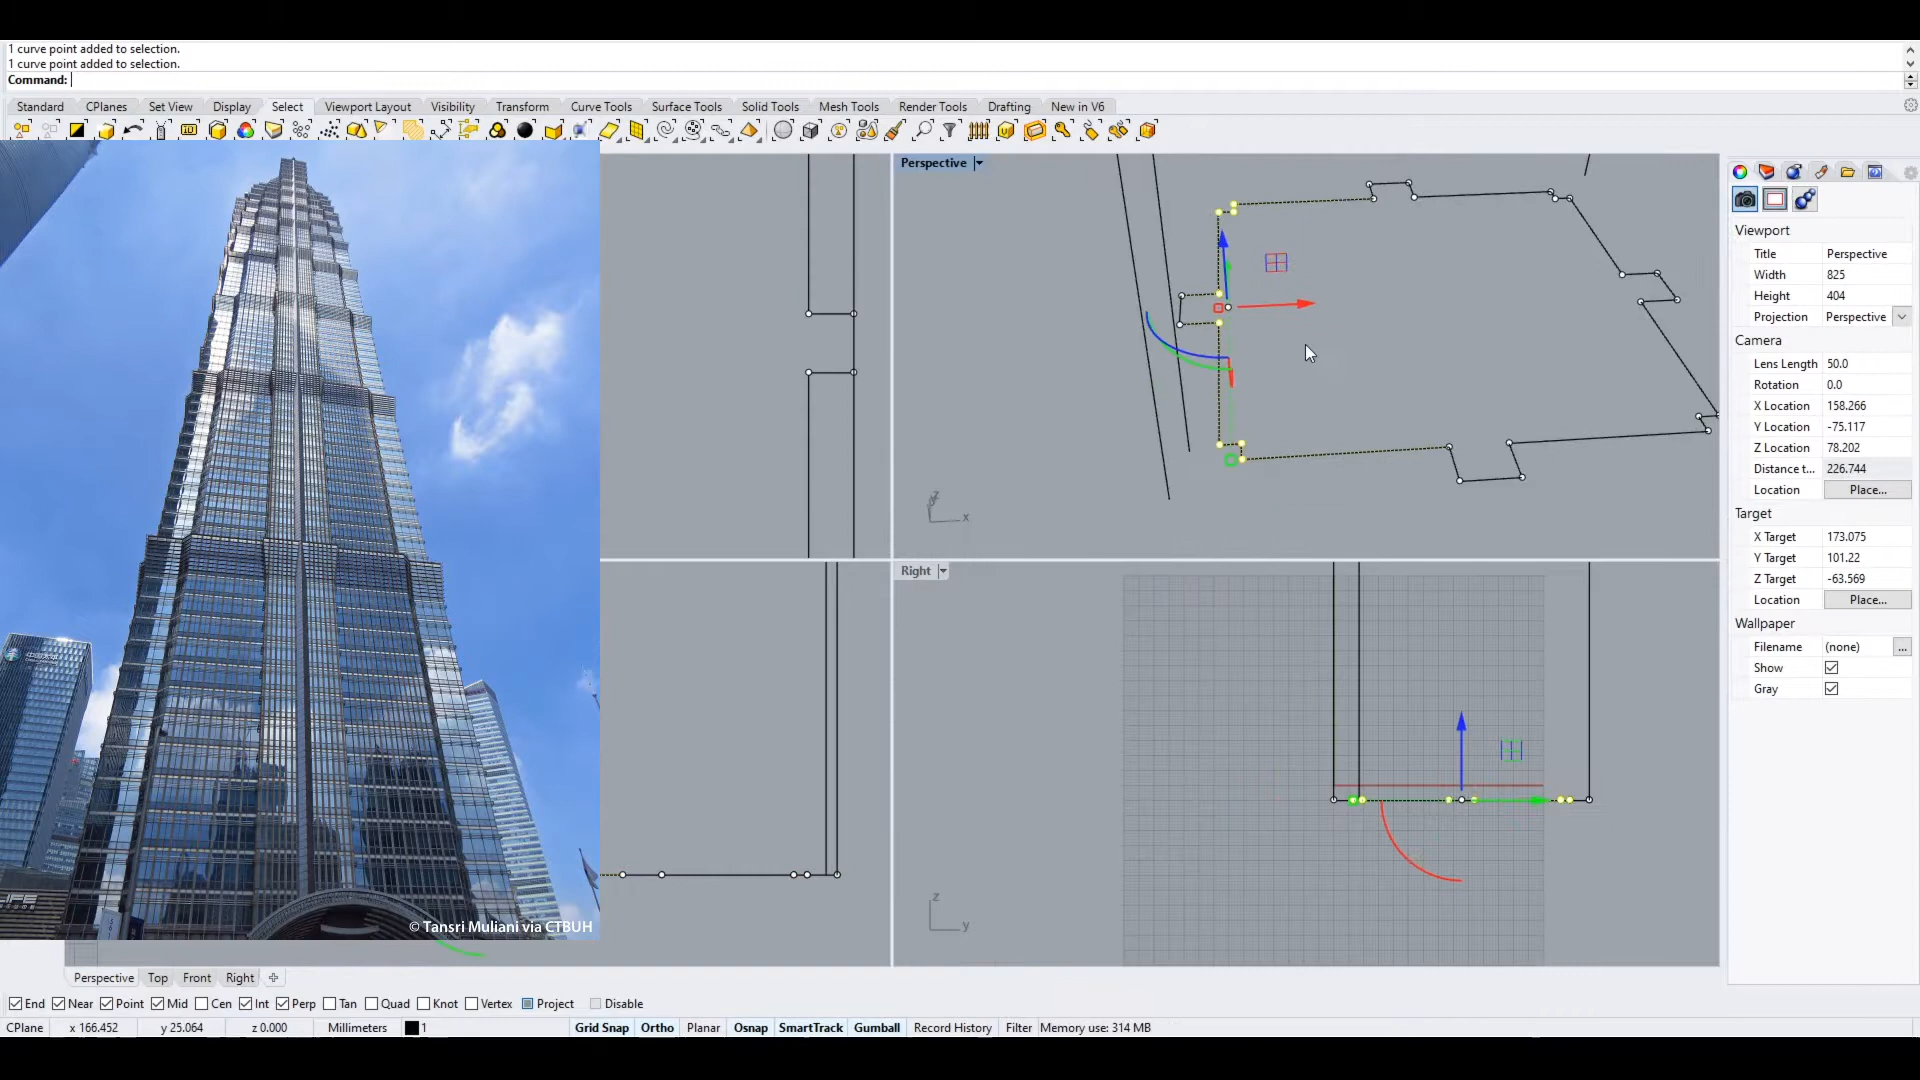 1 curve point added to selection.
1 curve point added to selection.
Command:
Standard CPlanes Set View Display Select Viewport Layout Visibility Transform Curve Tools Surface Tools Solid Tools Mesh Tools Render Tools Drafting New in V6
Perspective
Viewport
Title Perspective
Width 825
Height 404
Projection Perspective
Camera
Lens Length 50.0
Rotation 0.0
X Location 158.266
Y Location -75.117
Z Location 78.202
Distance t... 226.744
Location Place...
Target
X Target 173.075
Y Target 101.22
Z Target -63.569
Location Place...
Wallpaper
Filename (none) ...
Show
Gray
z
x
Right
z
y
© Tansri Muliani via CTBUH
Perspective Top Front Right
End Near Point Mid Cen Int Perp Tan Quad Knot Vertex Project Disable
CPlane x 166.452 y 25.064 z 0.000 Millimeters 1 Grid Snap Ortho Planar Osnap SmartTrack Gumball Record History Filter Memory use: 314 MB